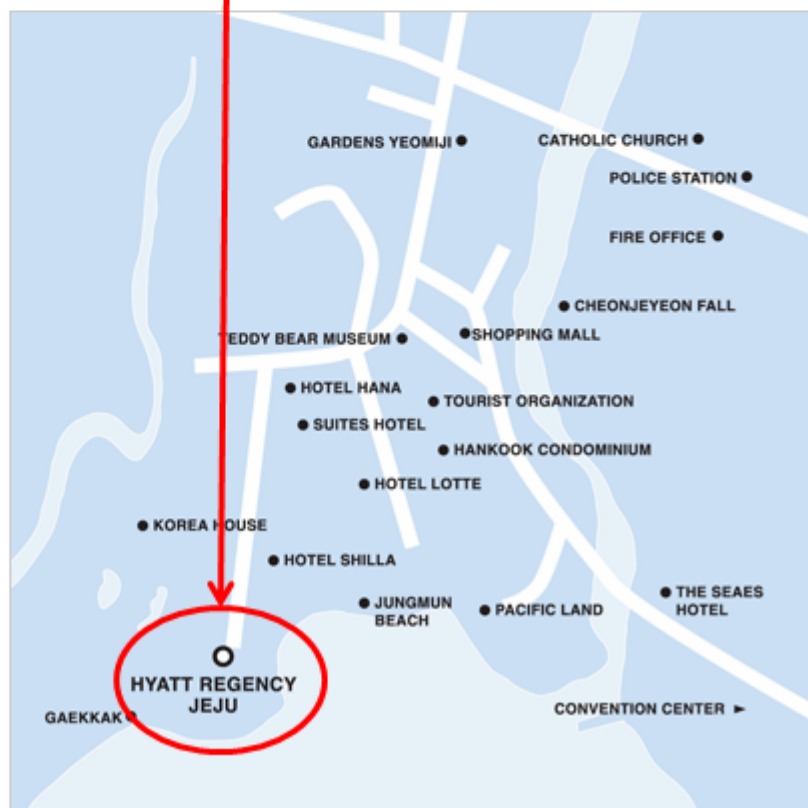 GARDENS YEOMIJI
CATHOLIC CHURCH
POLICE STATION
FIRE OFFICE
CHEONJEYEON FALL
TEDDY BEAR MUSEUM
SHOPPING MALL
HOTEL HANA
TOURIST ORGANIZATION
SUITES HOTEL
HANKOOK CONDOMINIUM
HOTEL LOTTE
KOREA HOUSE
HOTEL SHILLA
JUNGMUN
BEACH
PACIFIC LAND
THE SEAES
HOTEL
HYATT REGENCY
JEJU
GAEKKAK
CONVENTION CENTER